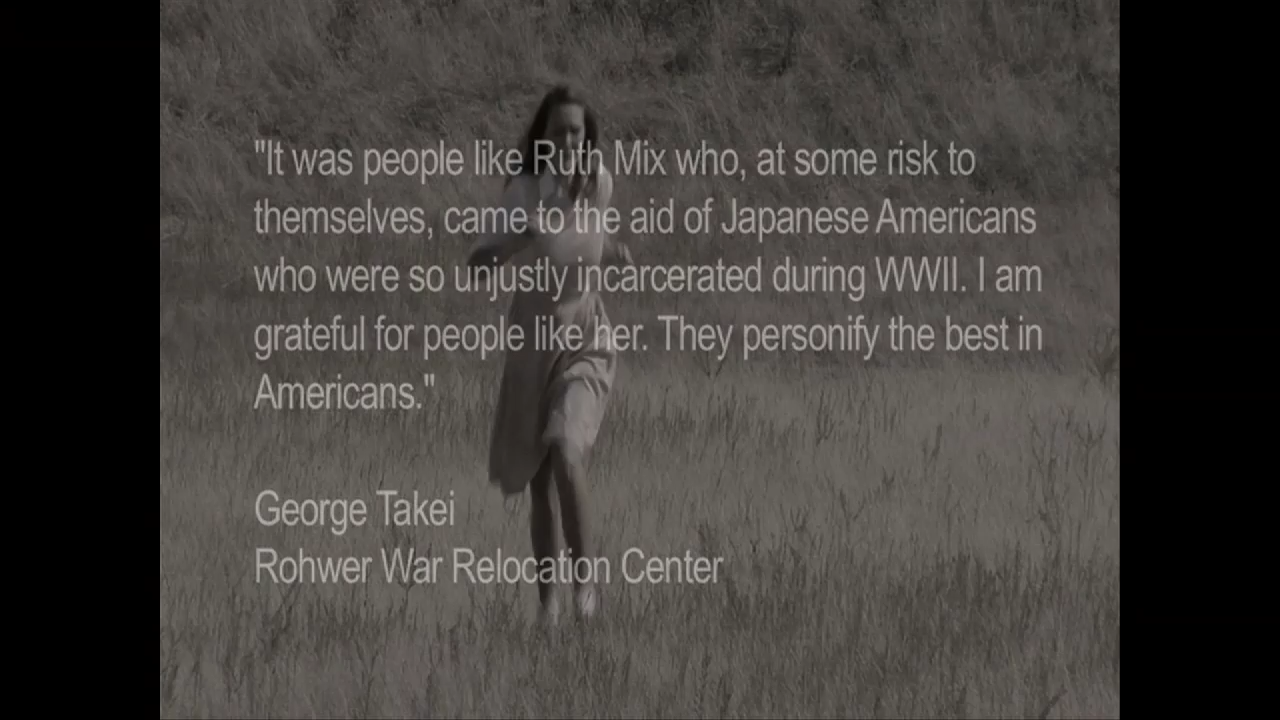 "It was people like Ruth Mix who, at some risk to
themselves, came to the aid of Japanese Americans
who were so unjustly incarcerated during WWII. I am
grateful for people like her. They personify the best in
Americans."
George Takei
Rohwer War Relocation Center